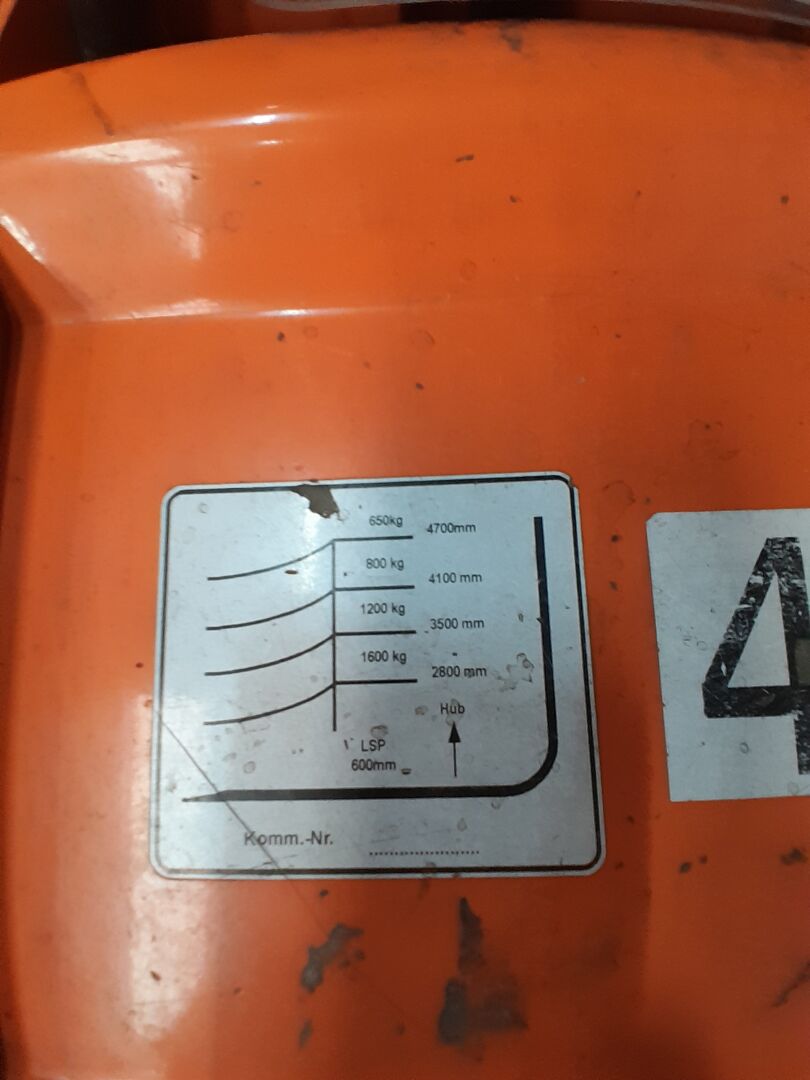 650kg 4700mm
800 kg 4100 mm
1200 kg 3500 mm
1600 kg 2800 mm
Hub
LSP
600mm
Komm.-Nr. ........................
4